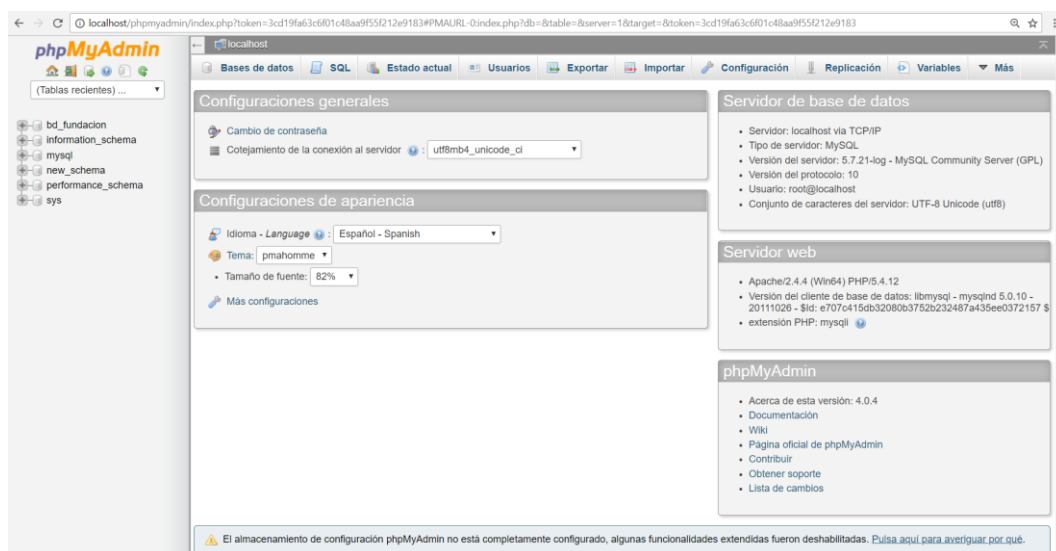 localhost/phpmyadmin/index.php?token=3cd19fa63c6f01c48aa9f55f212e9183#PMAURL-0:index.php?db=&table=&server=1&target=&token=3cd19fa63c6f01c48aa9f55f212e9183
phpMyAdmin
(Tablas recientes) ...
bd_fundacion
information_schema
mysql
new_schema
performance_schema
sys
localhost
Bases de datos SQL Estado actual Usuarios Exportar Importar Configuración Replicación Variables Más
Configuraciones generales
Cambio de contraseña
Cotejamiento de la conexión al servidor : utf8mb4_unicode_ci
Configuraciones de apariencia
Idioma - Language : Español - Spanish
Tema: pmahomme
Tamaño de fuente: 82%
Más configuraciones
Servidor de base de datos
Servidor: localhost via TCP/IP
Tipo de servidor: MySQL
Versión del servidor: 5.7.21-log - MySQL Community Server (GPL)
Versión del protocolo: 10
Usuario: root@localhost
Conjunto de caracteres del servidor: UTF-8 Unicode (utf8)
Servidor web
Apache/2.4.4 (Win64) PHP/5.4.12
Versión del cliente de base de datos: libmysql - mysqlnd 5.0.10 -
20111026 - $Id: e707c415db32080b3752b232487a435ee0372157 $
extensión PHP: mysqli
phpMyAdmin
Acerca de esta versión: 4.0.4
Documentación
Wiki
Página oficial de phpMyAdmin
Contribuir
Obtener soporte
Lista de cambios
El almacenamiento de configuración phpMyAdmin no está completamente configurado, algunas funcionalidades extendidas fueron deshabilitadas. Pulsa aquí para averiguar por qué.